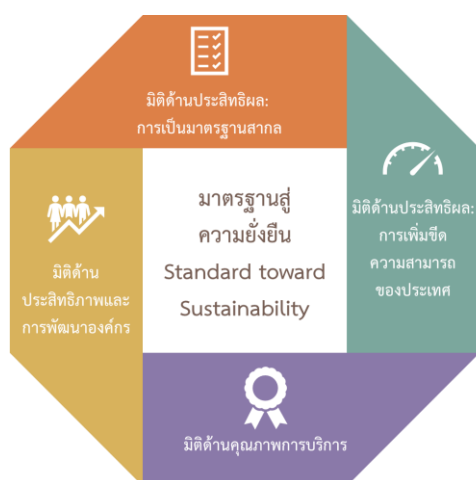 มิติด้านประสิทธิผล:
การเป็นมาตรฐานสากล
มิติด้านประสิทธิผล:
การเพิ่มขีด
ความสามารถ
ของประเทศ
มาตรฐานสู่
ความยั่งยืน
Standard toward
Sustainability
มิติด้าน
ประสิทธิภาพและ
การพัฒนาองค์กร
มิติด้านคุณภาพการบริการ